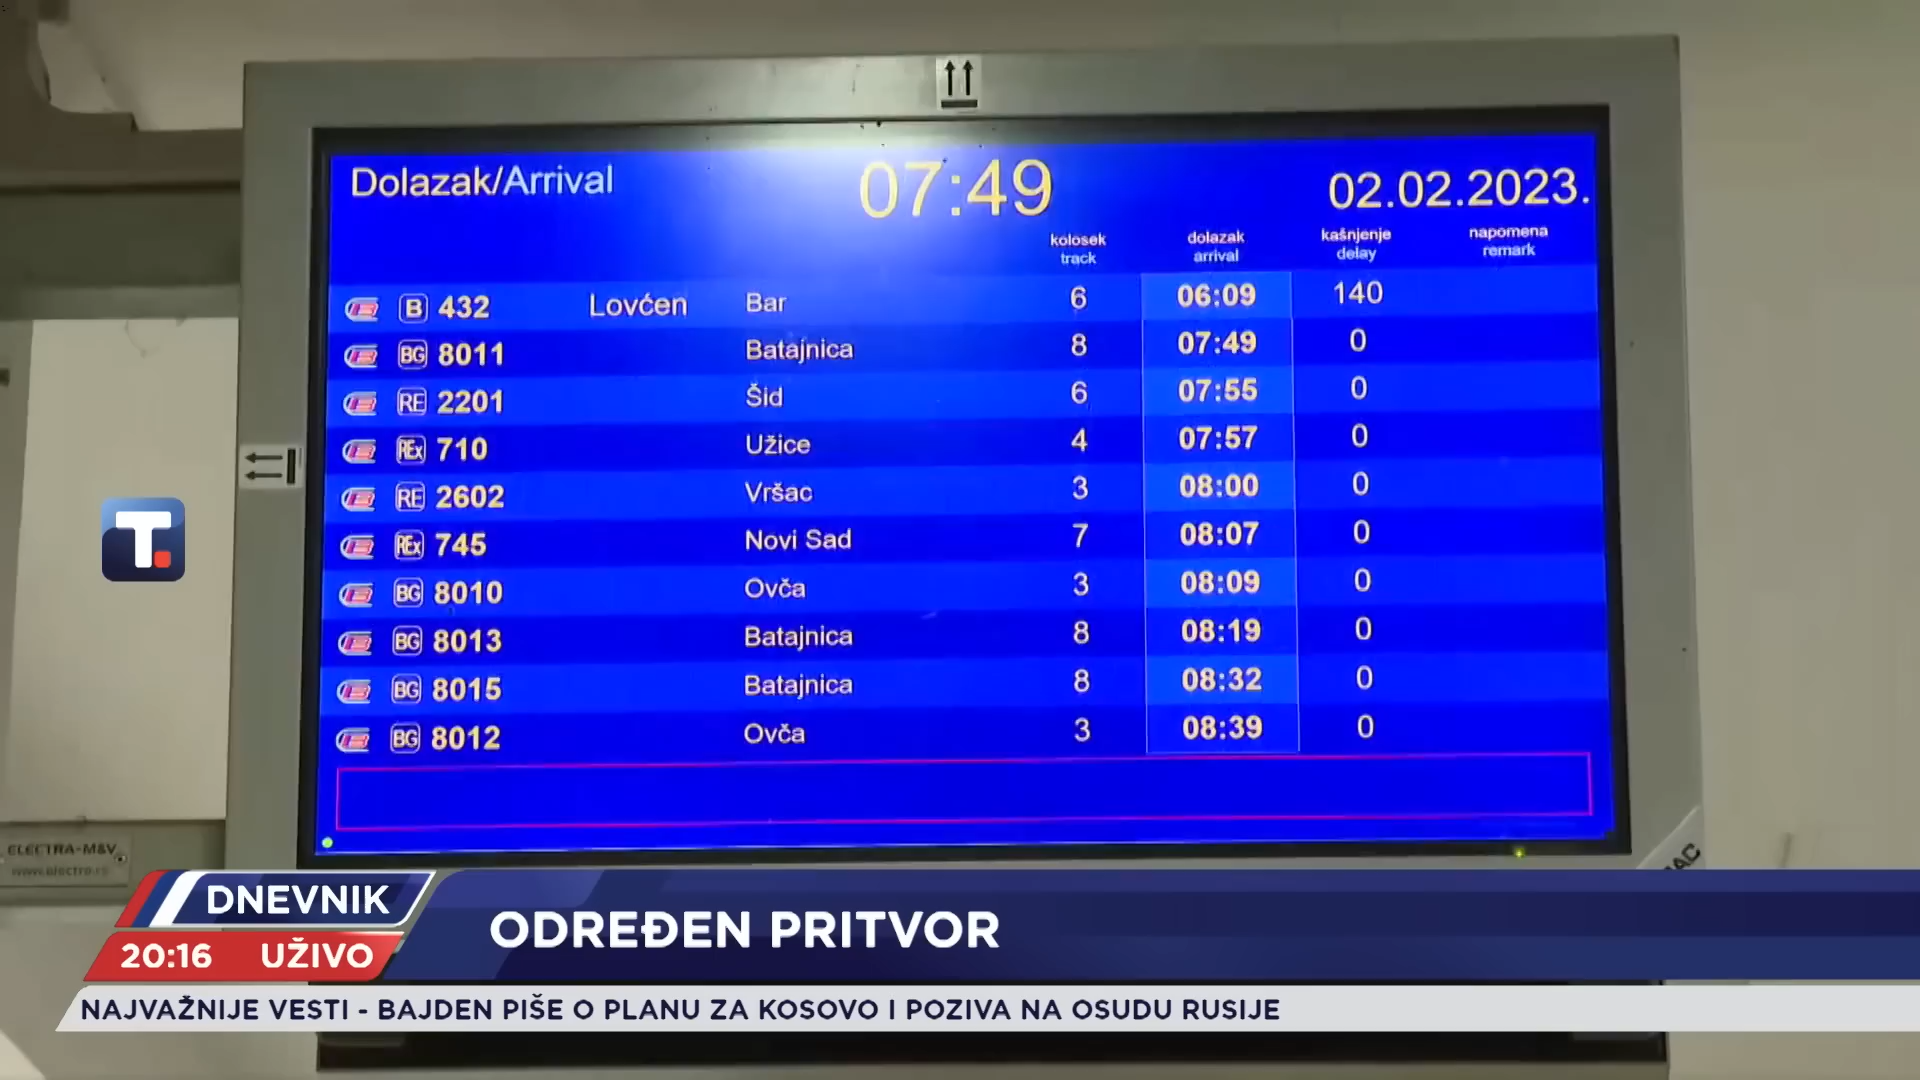 Dolazak/Arrival 07:49 02.02.2023.
kolosek dolazak kašnjenje napomena
track arrival delay remark
B 432 Lovćen Bar 6 06:09 140
BG 8011 Batajnica 8 07:49 0
RE 2201 Šid 6 07:55 0
REx 710 Užice 4 07:57 0
RE 2602 Vršac 3 08:00 0
REx 745 Novi Sad 7 08:07 0
BG 8010 Ovča 3 08:09 0
BG 8013 Batajnica 8 08:19 0
BG 8015 Batajnica 8 08:32 0
BG 8012 Ovča 3 08:39 0
T.
ELECTRA-M&V
DNEVNIK
20:16 UŽIVO
ODREĐEN PRITVOR
NAJVAŽNIJE VESTI - BAJDEN PIŠE O PLANU ZA KOSOVO I POZIVA NA OSUDU RUSIJE